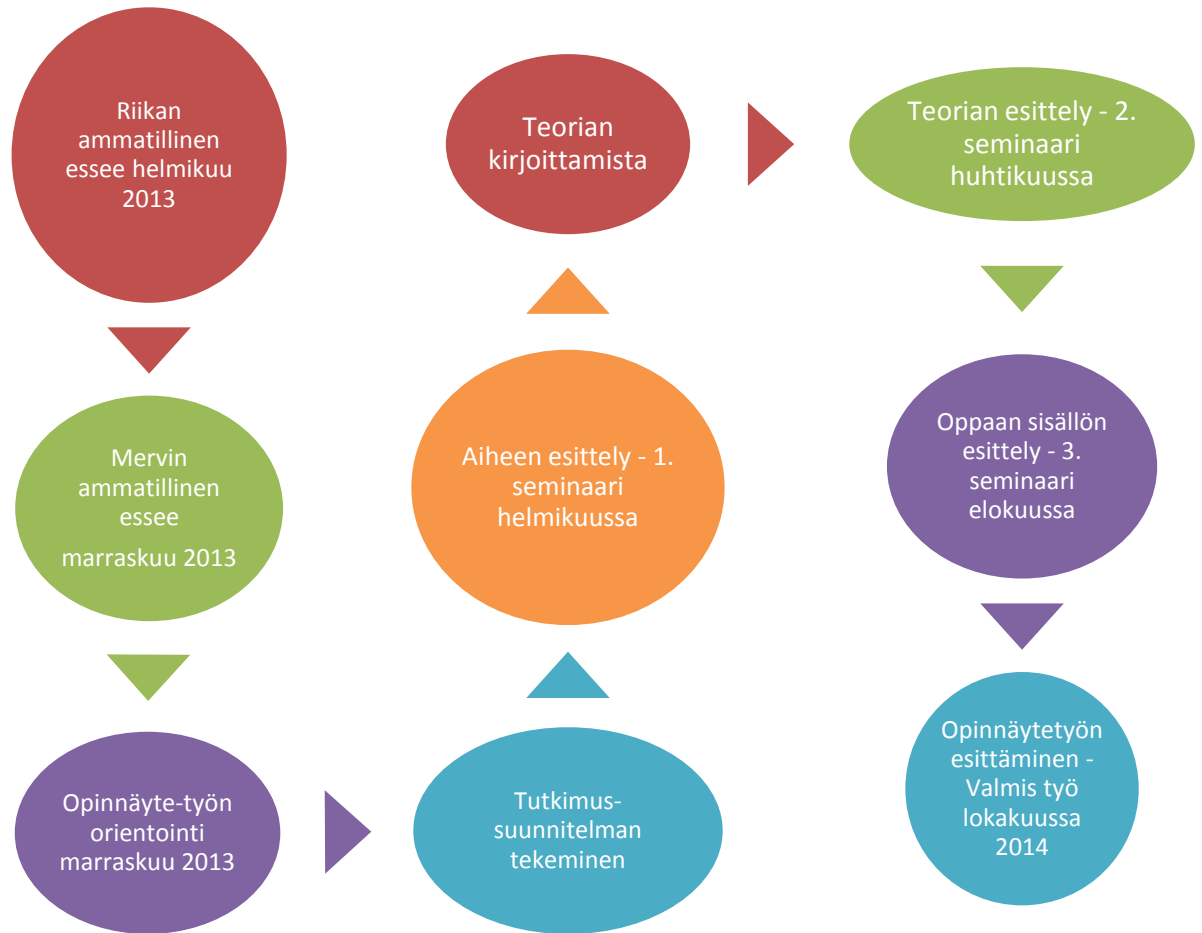 Riikan
ammatillinen
essee helmikuu
2013
Mervin
ammatillinen
essee
marraskuu 2013
Opinnäyte-työn
orientointi
marraskuu 2013
Tutkimus-
suunnitelman
tekeminen
Aiheen esittely - 1.
seminaari
helmikuussa
Teorian
kirjoittamista
Teorian esittely - 2.
seminaari
huhtikuussa
Oppaan sisällön
esittely - 3.
seminaari
elokuussa
Opinnäytetyön
esittäminen -
Valmis työ
lokakuussa
2014